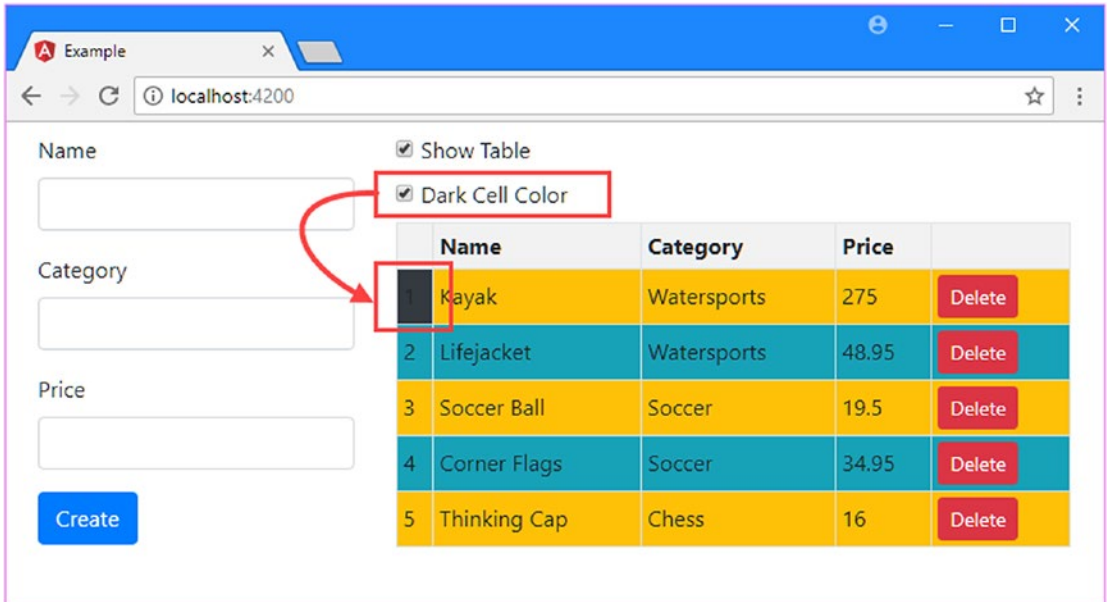 Example
localhost:4200
Name
Category
Price
Create
Show Table
Dark Cell Color
Name Category Price
1 Kayak Watersports 275 Delete
2 Lifejacket Watersports 48.95 Delete
3 Soccer Ball Soccer 19.5 Delete
4 Corner Flags Soccer 34.95 Delete
5 Thinking Cap Chess 16 Delete